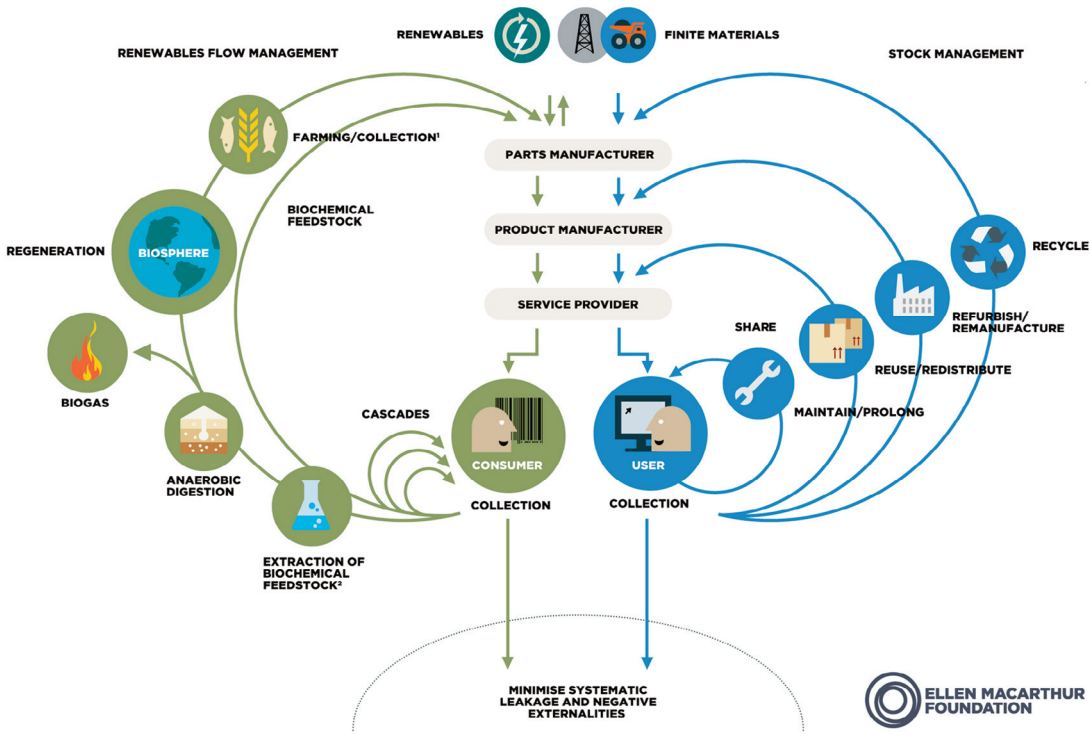 RENEWABLES
FINITE MATERIALS
RENEWABLES FLOW MANAGEMENT
STOCK MANAGEMENT
FARMING/COLLECTION¹
PARTS MANUFACTURER
BIOCHEMICAL
FEEDSTOCK
PRODUCT MANUFACTURER
REGENERATION
BIOSPHERE
RECYCLE
SERVICE PROVIDER
SHARE
REFURBISH/
REMANUFACTURE
REUSE/REDISTRIBUTE
BIOGAS
CASCADES
MAINTAIN/PROLONG
CONSUMER
USER
ANAEROBIC
DIGESTION
COLLECTION
COLLECTION
EXTRACTION OF
BIOCHEMICAL
FEEDSTOCK²
MINIMISE SYSTEMATIC
LEAKAGE AND NEGATIVE
EXTERNALITIES
ELLEN MACARTHUR
FOUNDATION